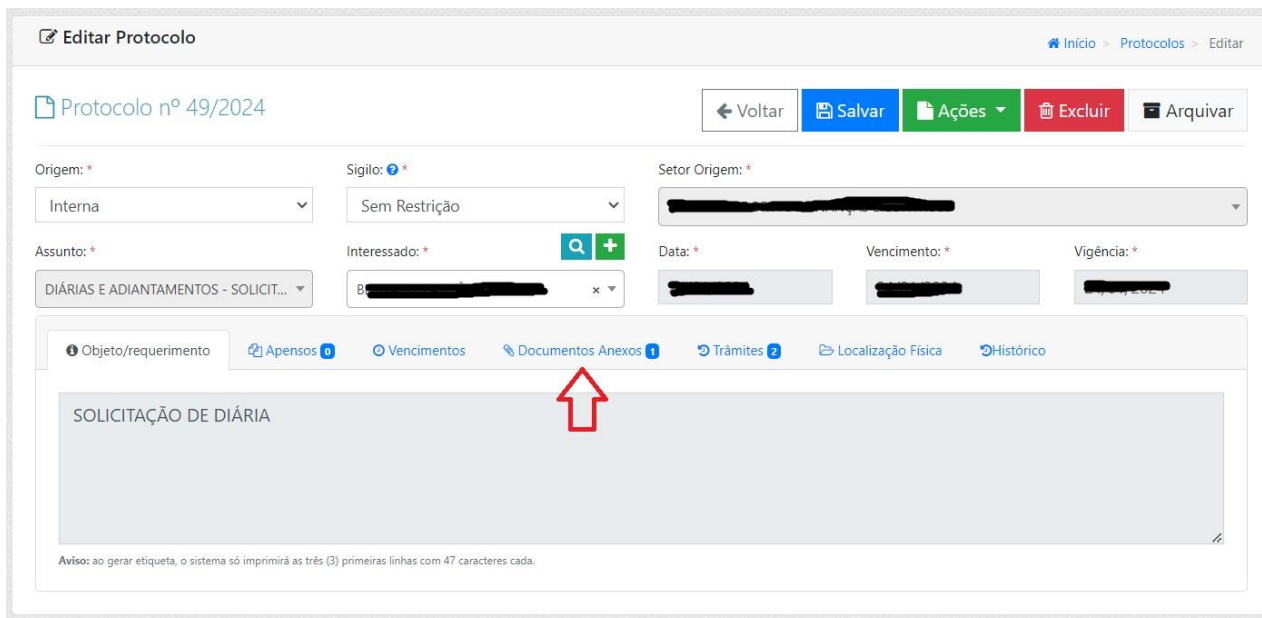 Editar Protocolo
Início > Protocolos > Editar
Protocolo nº 49/2024
Voltar Salvar Ações Excluir Arquivar
Origem: * Sigilo: * Setor Origem: *
Interna Sem Restrição
Assunto: * Interessado: * Data: * Vencimento: * Vigência: *
DIÁRIAS E ADIANTAMENTOS - SOLICIT... B × 
Objeto/requerimento Apensos 0 Vencimentos Documentos Anexos 1 Trâmites 2 Localização Física Histórico
SOLICITAÇÃO DE DIÁRIA
Aviso: ao gerar etiqueta, o sistema só imprimirá as três (3) primeiras linhas com 47 caracteres cada.